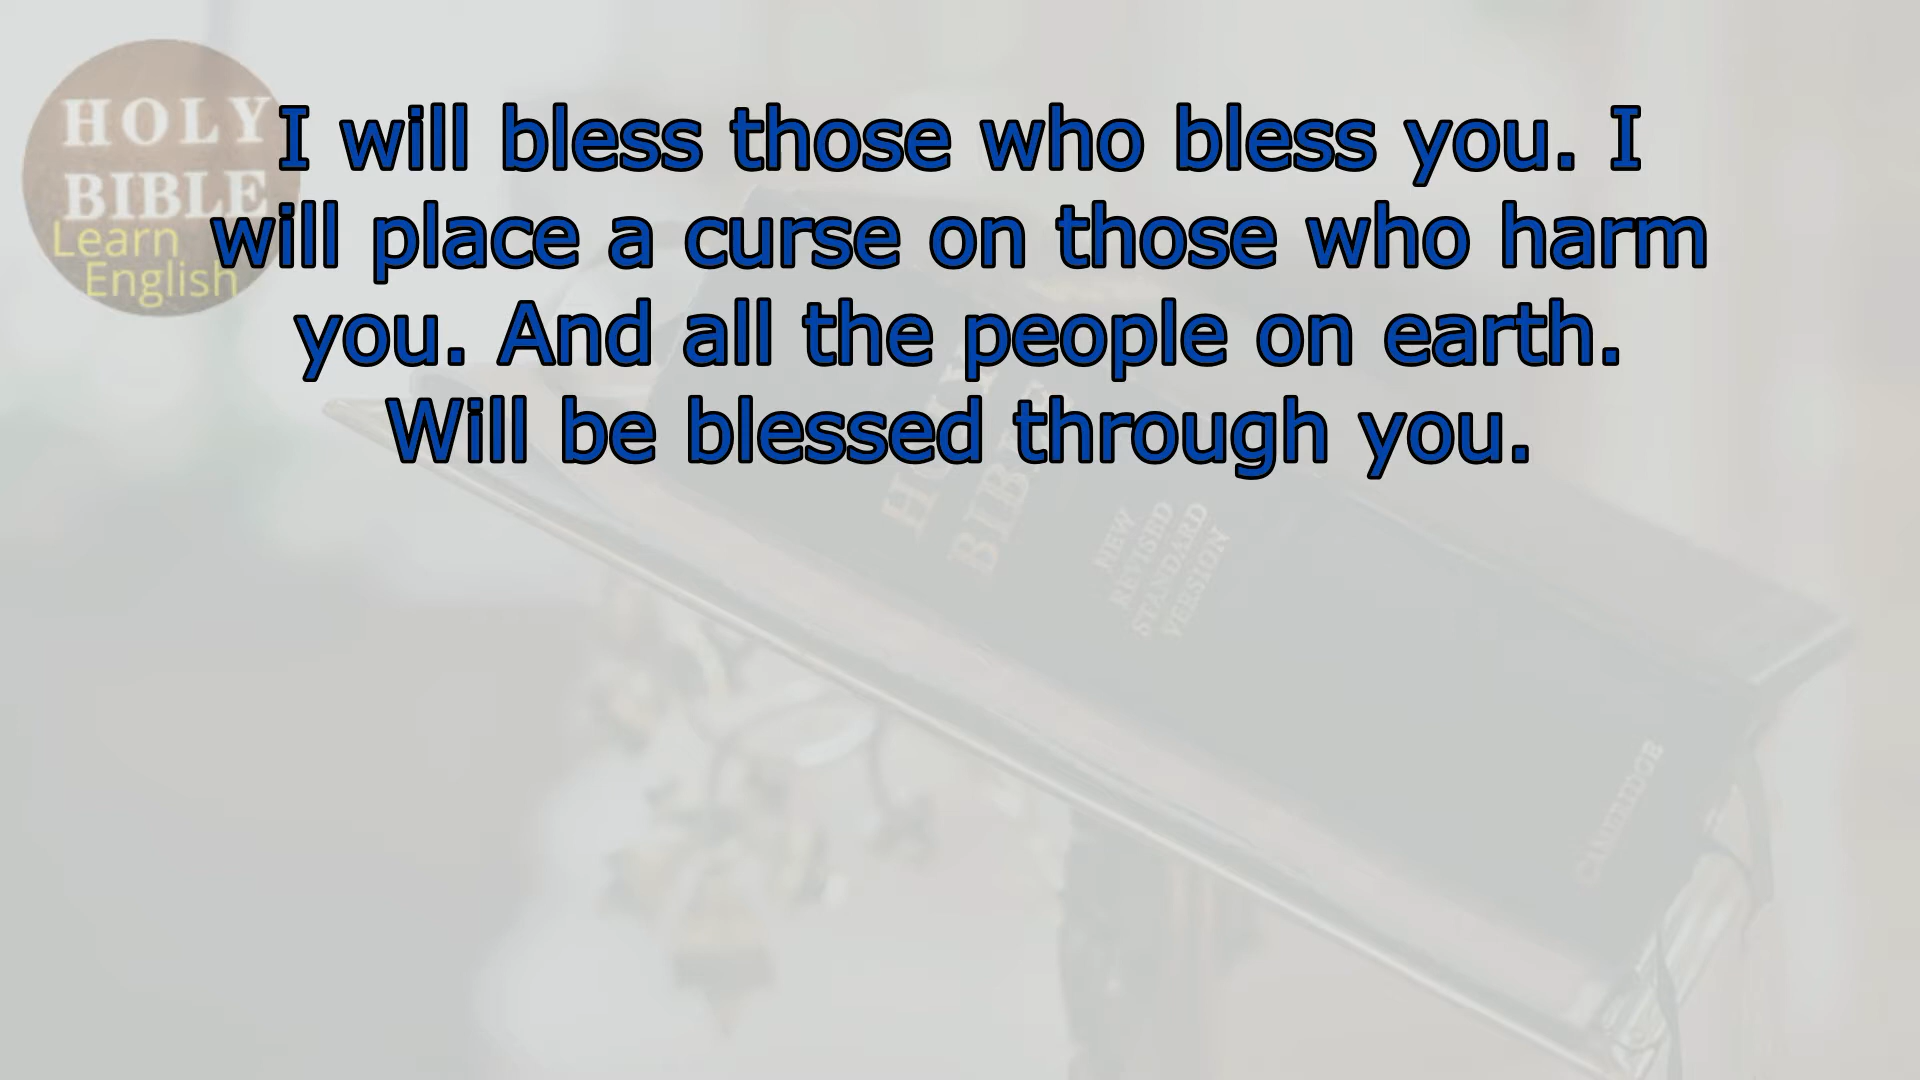 HOLY
BIBLE
Learn
English
I will bless those who bless you. I
will place a curse on those who harm
you. And all the people on earth.
Will be blessed through you.
HOLY
BIBLE
NEW
REVISED
STANDARD
VERSION
CAMBRIDGE